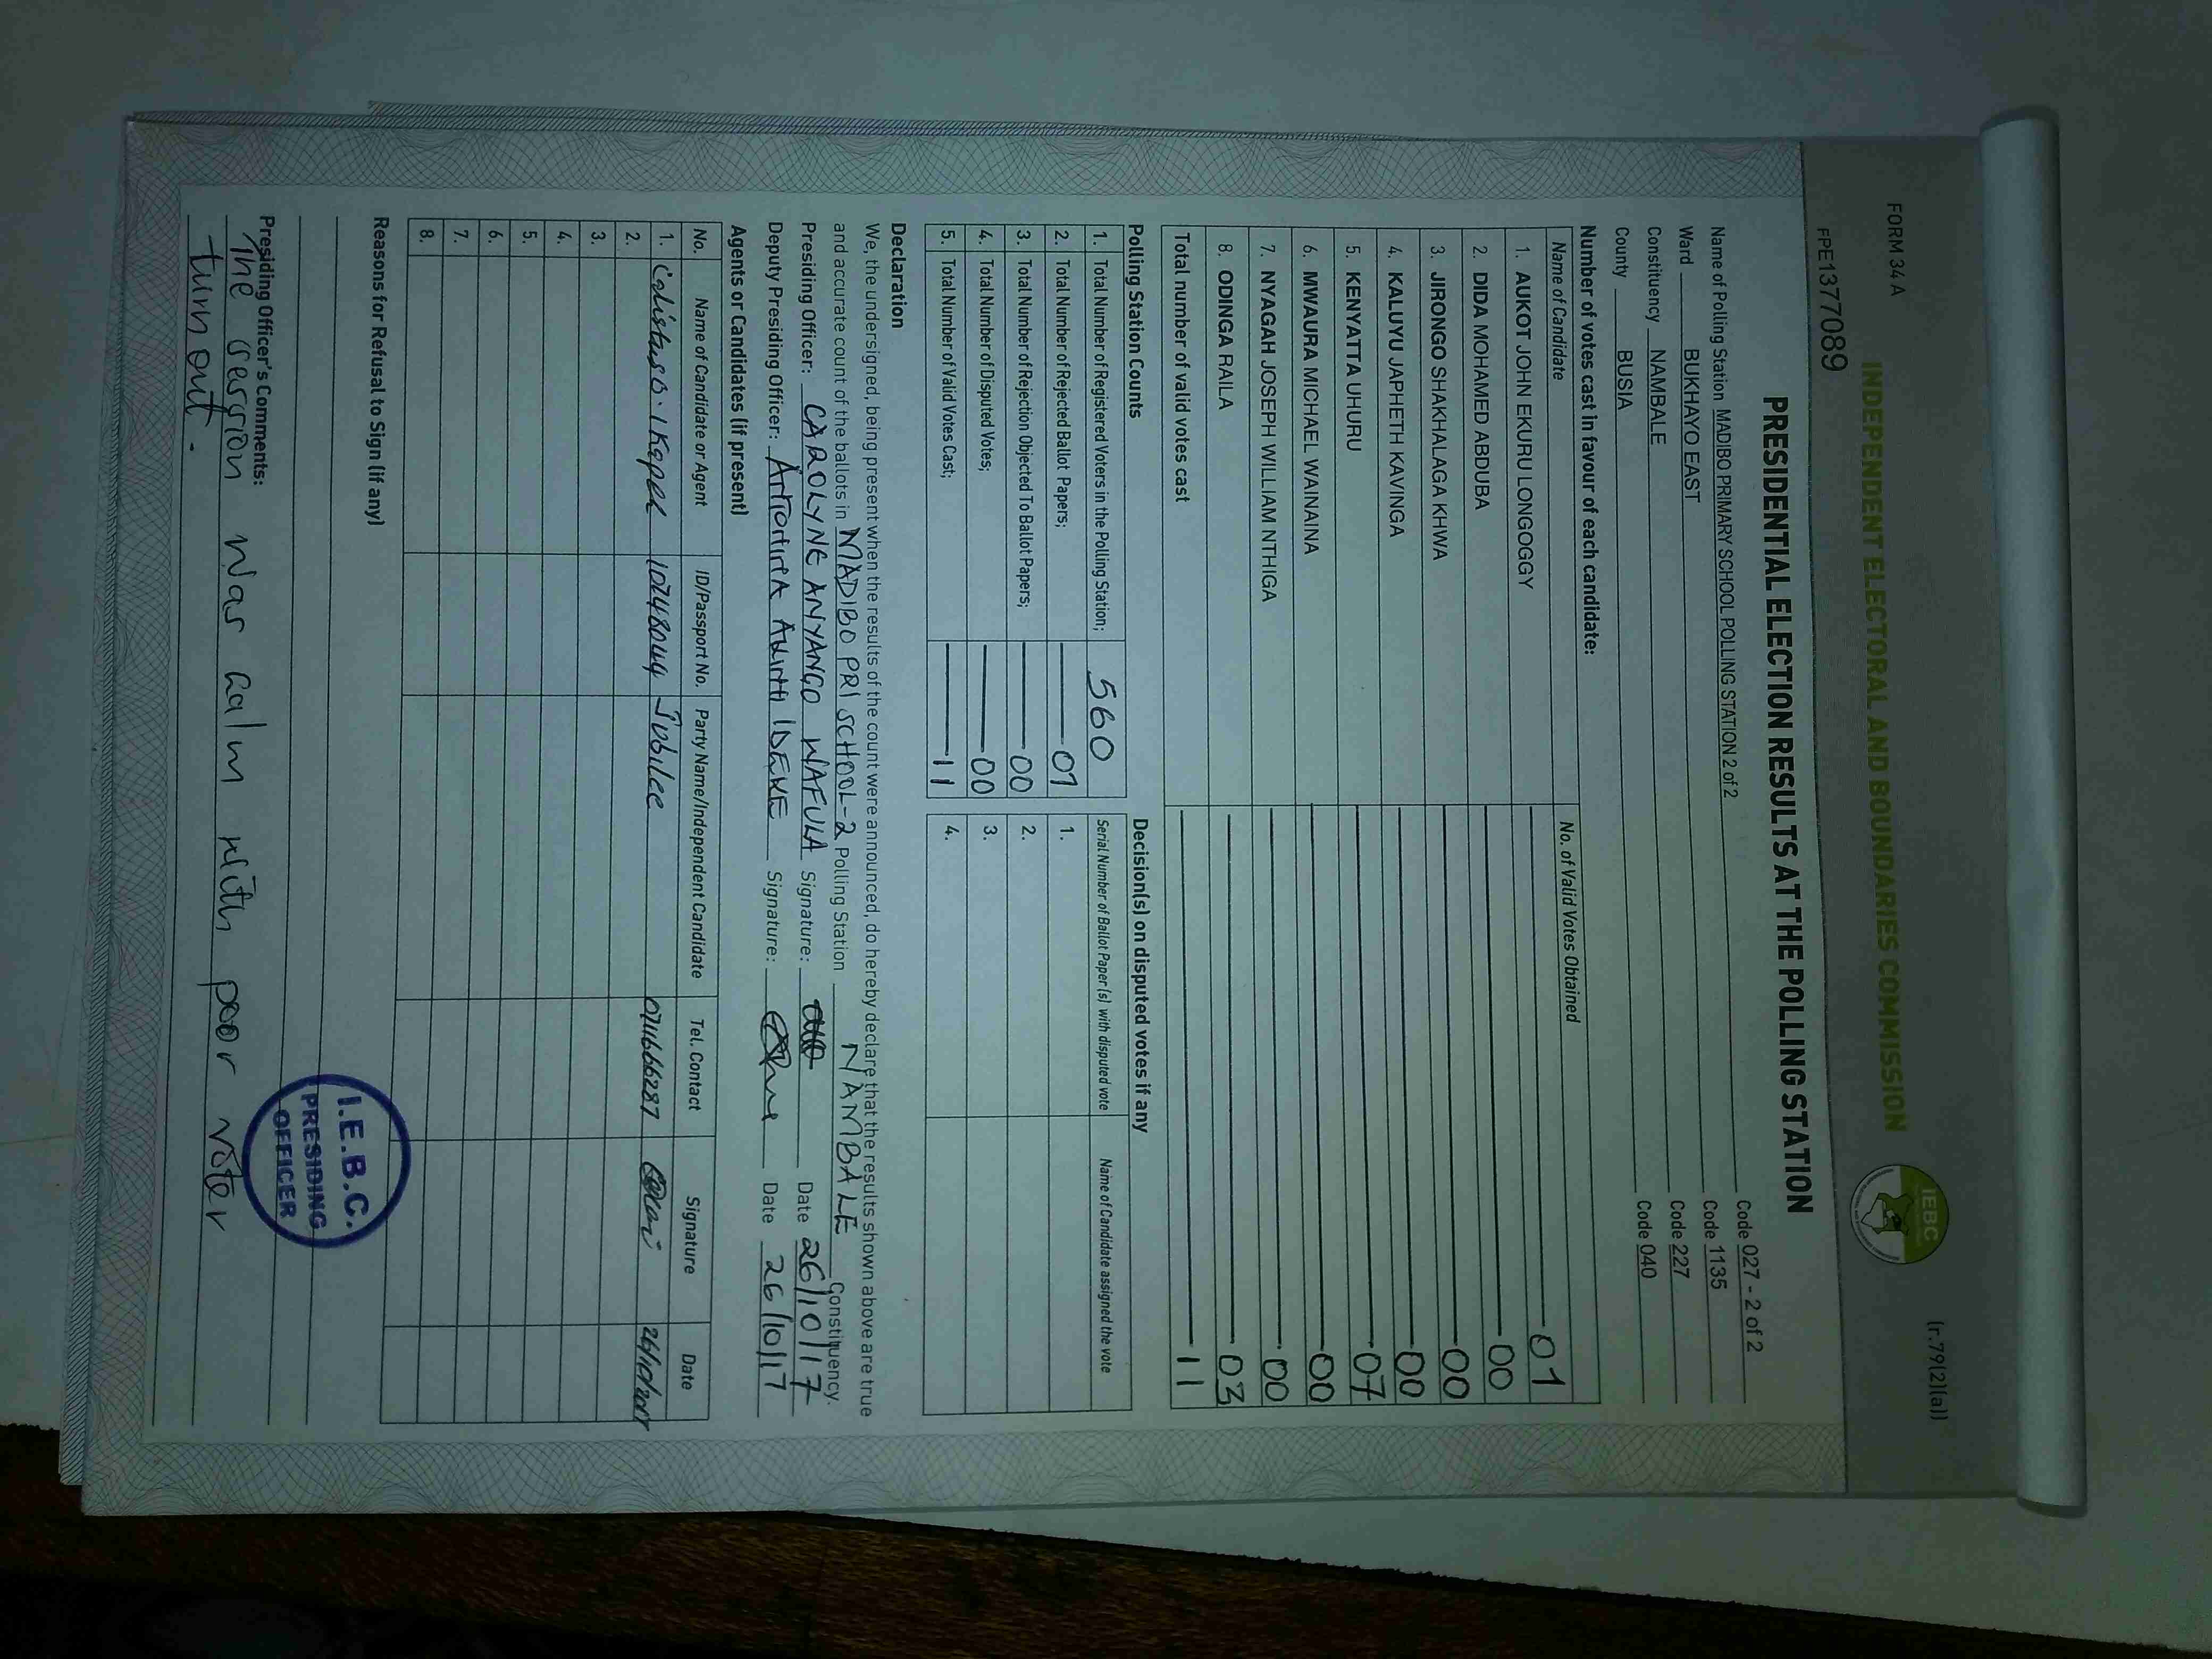 FORM 34 A
(r.79(2)(a))
INDEPENDENT ELECTORAL AND BOUNDARIES COMMISSION
IEBC
FPE137089
PRESIDENTIAL ELECTION RESULTS AT THE POLLING STATION
Name of Polling Station MADIBO PRIMARY SCHOOL POLLING STATION 2 of 2 Code 027 - 2 of 2
Ward BUKHAYO EAST Code 1135
Constituency NAMBALE Code 227
County BUSIA Code 040
Number of votes cast in favour of each candidate:
Name of Candidate No. of Valid Votes Obtained
1. AUKOT JOHN EKURU LONGOGGY 01
2. DIDA MOHAMED ABDUBA 00
3. JIRONGO SHAKHALAGA KHWA 00
4. KALUYU JAPHETH KAVINGA 00
5. KENYATTA UHURU 07
6. MWAURA MICHAEL WAINAINA 00
7. NYAGAH JOSEPH WILLIAM NTHIGA 00
8. ODINGA RAILA 03
Total number of valid votes cast 11
Polling Station Counts Decision(s) on disputed votes if any
1. Total Number of Registered Voters in the Polling Station; 560 Serial Number of Ballot Paper(s) with disputed vote Name of Candidate assigned the vote
2. Total Number of Rejected Ballot Papers; 01 1.
3. Total Number of Rejection Objected To Ballot Papers; 00 2.
4. Total Number of Disputed Votes; 00 3.
5. Total Number of Valid Votes Cast; 11 4.
Declaration
We, the undersigned, being present when the results of the count were announced, do hereby declare that the results shown above are true
and accurate count of the ballots in MADIBO PRI SCHOOL-2 Polling Station NAMBALE Constituency.
Presiding Officer: CAROLYNE ANYANGO WAFULA Signature: Date 26/10/17
Deputy Presiding Officer: Signature: Date 26/10/17
Agents or Candidates (if present)
No. Name of Candidate or Agent ID/Passport No. Party Name/Independent Candidate Tel. Contact Signature Date
1. Jubilee 0716666287
2.
3.
4.
5.
6.
7.
8.
Reasons for Refusal to Sign (if any)
I.E.B.C.
PRESIDING
OFFICER
Presiding Officer's Comments:
The session was calm with poor voter
turn out.